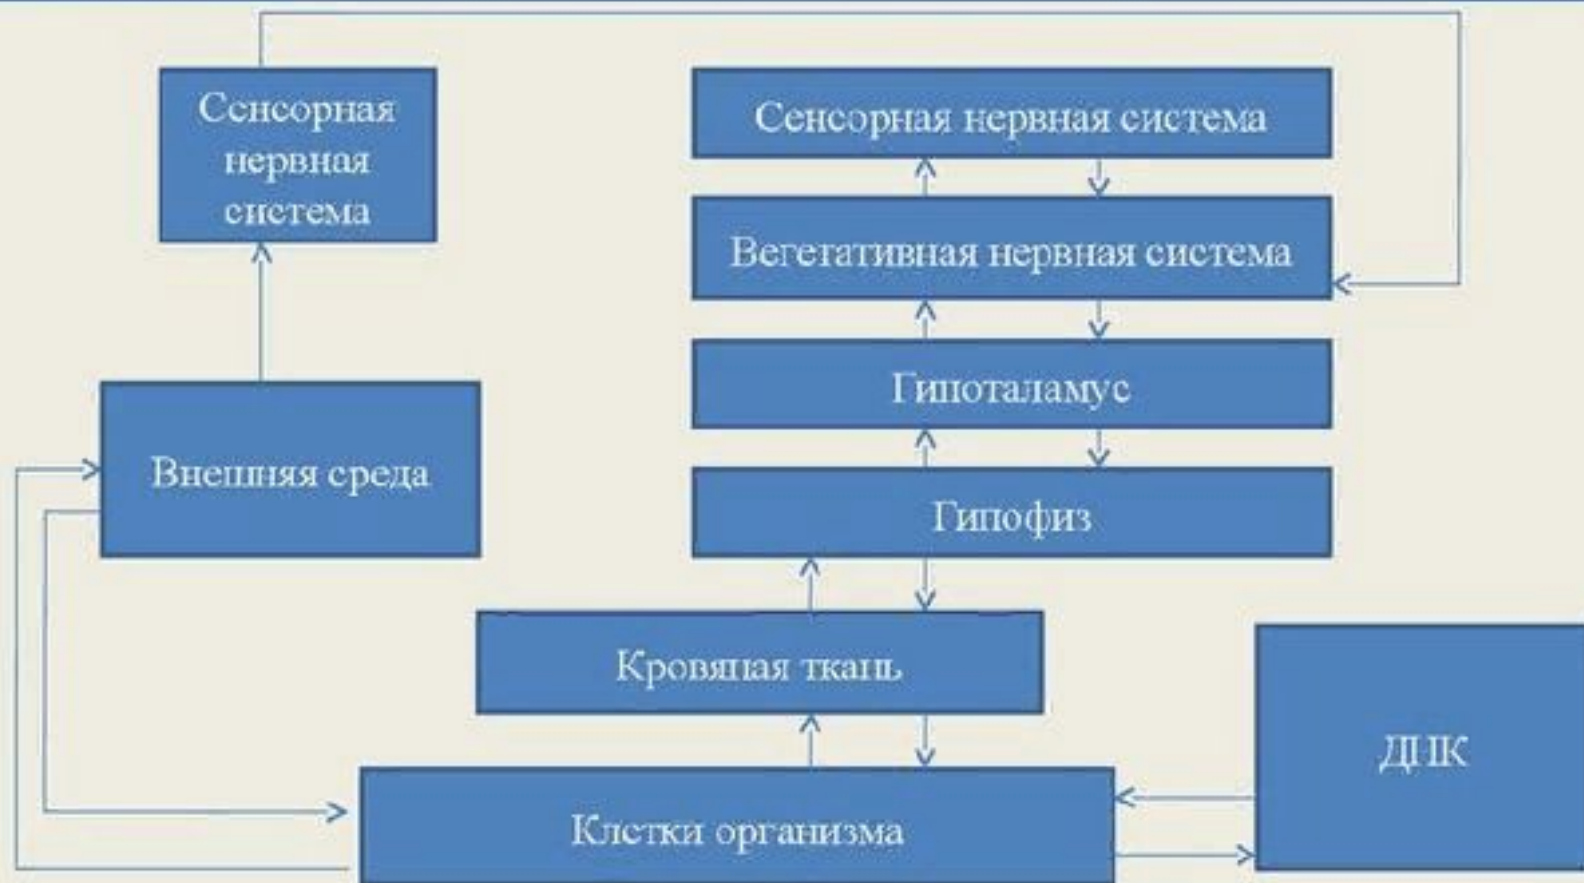 Сенсорная
нервная
система
Сенсорная нервная система
Вегетативная нервная система
Гипоталамус
Внешняя среда
Гипофиз
Кровяная ткань
ДНК
Клетки организма